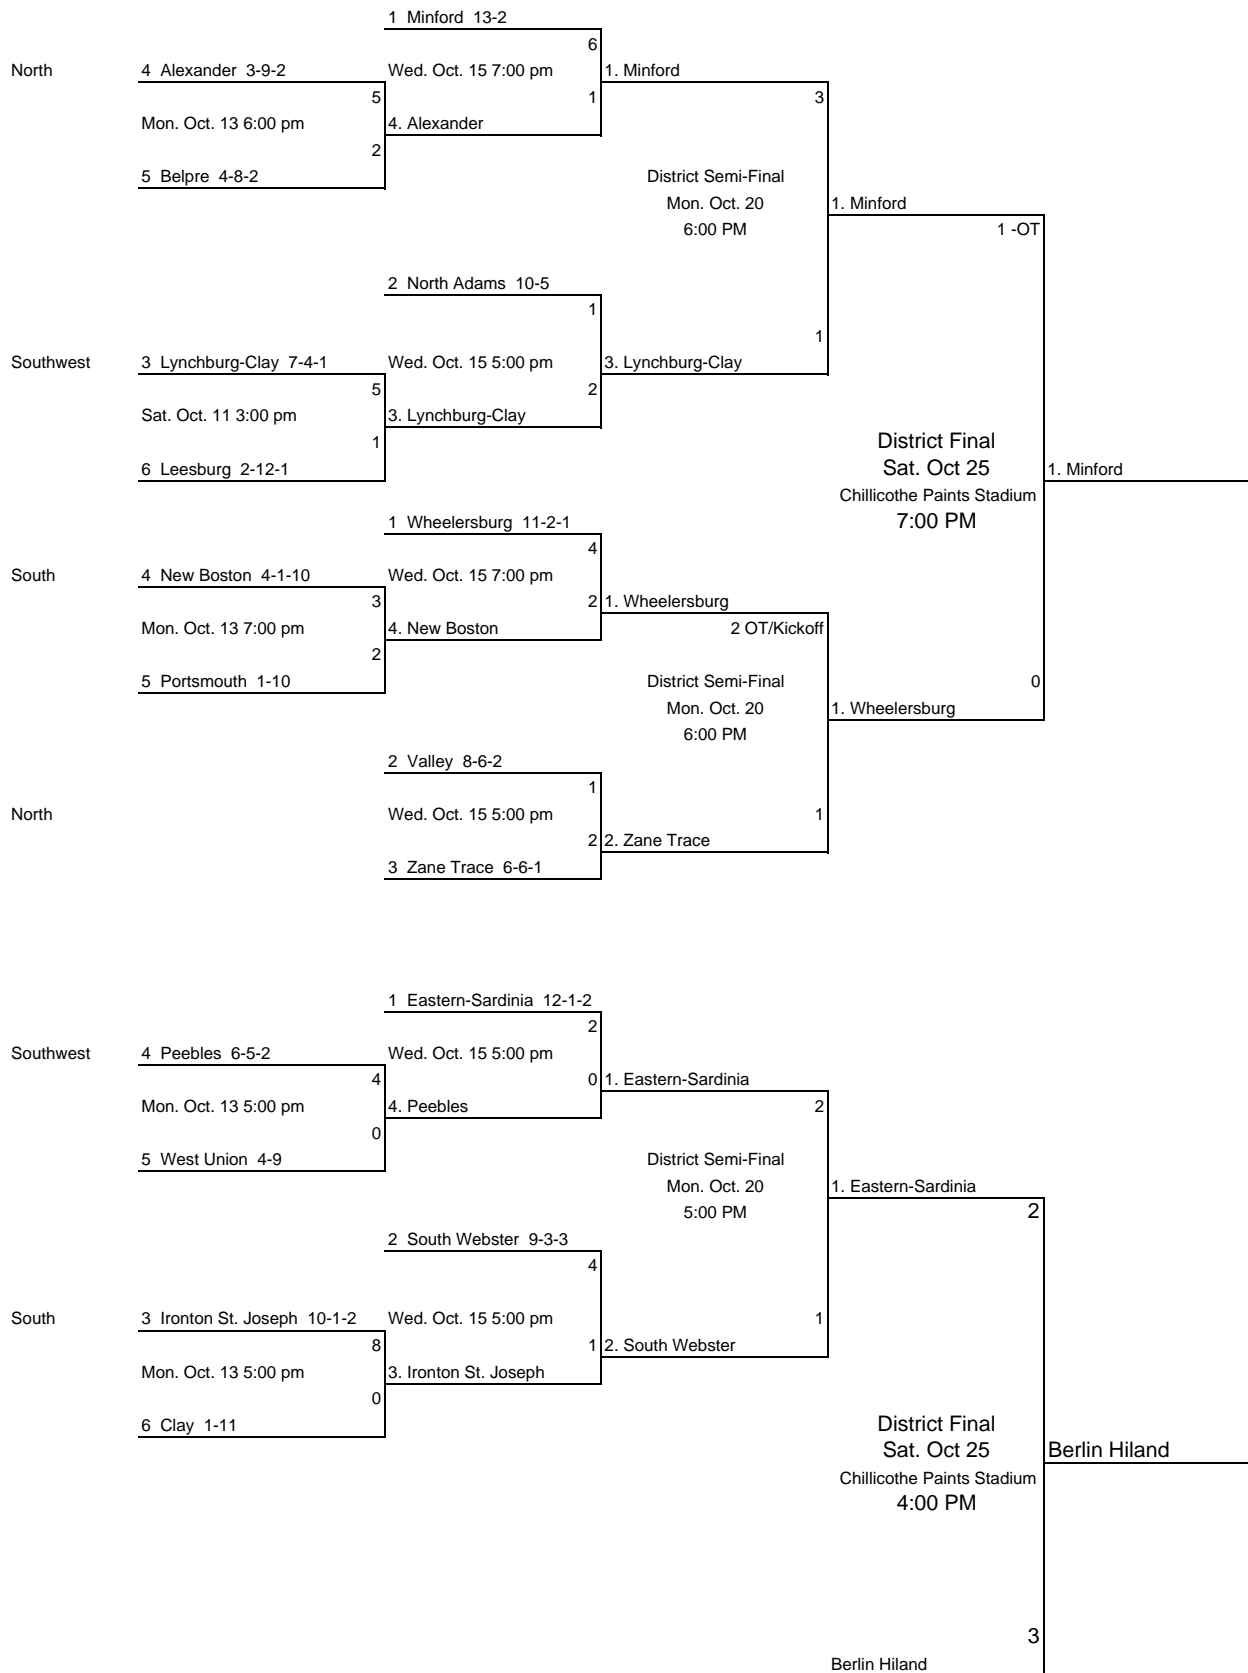 1 Minford 13-2
6
North
4 Alexander 3-9-2
Wed. Oct. 15 7:00 pm
1. Minford
5
1
3
Mon. Oct. 13 6:00 pm
4. Alexander
2
5 Belpre 4-8-2
District Semi-Final
Mon. Oct. 20
1. Minford
6:00 PM
1 -OT
2 North Adams 10-5
1
1
Southwest
3 Lynchburg-Clay 7-4-1
Wed. Oct. 15 5:00 pm
3. Lynchburg-Clay
5
2
Sat. Oct. 11 3:00 pm
3. Lynchburg-Clay
1
6 Leesburg 2-12-1
District Final
Sat. Oct 25
1. Minford
Chillicothe Paints Stadium
7:00 PM
1 Wheelersburg 11-2-1
4
South
4 New Boston 4-1-10
Wed. Oct. 15 7:00 pm
3
2
1. Wheelersburg
Mon. Oct. 13 7:00 pm
4. New Boston
2 OT/Kickoff
2
5 Portsmouth 1-10
District Semi-Final
0
Mon. Oct. 20
1. Wheelersburg
6:00 PM
2 Valley 8-6-2
1
North
Wed. Oct. 15 5:00 pm
1
2
2. Zane Trace
3 Zane Trace 6-6-1
1 Eastern-Sardinia 12-1-2
2
Southwest
4 Peebles 6-5-2
Wed. Oct. 15 5:00 pm
4
0
1. Eastern-Sardinia
Mon. Oct. 13 5:00 pm
4. Peebles
2
0
5 West Union 4-9
District Semi-Final
Mon. Oct. 20
1. Eastern-Sardinia
5:00 PM
2
2 South Webster 9-3-3
4
South
3 Ironton St. Joseph 10-1-2
Wed. Oct. 15 5:00 pm
1
8
1
2. South Webster
Mon. Oct. 13 5:00 pm
3. Ironton St. Joseph
0
6 Clay 1-11
District Final
Sat. Oct 25
Berlin Hiland
Chillicothe Paints Stadium
4:00 PM
3
Berlin Hiland